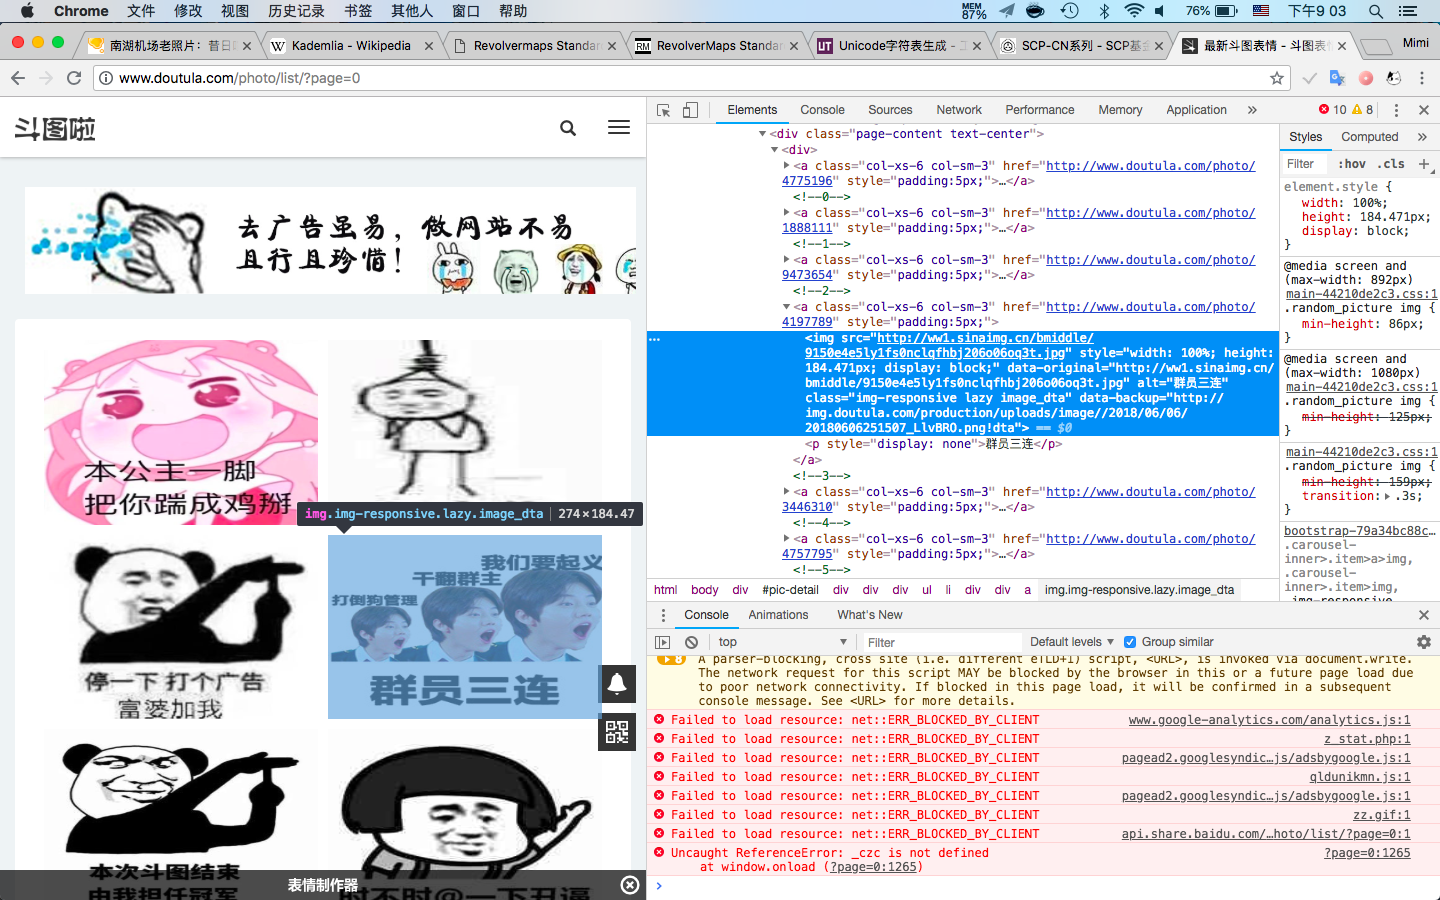 Chrome 文件 修改 视图 历史记录 书签 其他人 窗口 帮助
MEM 87% 76% 下午9 03
南湖机场老照片：昔日
Kademlia - Wikipedia
Revolvermaps Standar
RevolverMaps Standar
Unicode字符表生成 - 工
SCP-CN系列 - SCP基金
最新斗图表情 - 斗图表
Mimi
www.doutula.com/photo/list/?page=0
斗图啦
去广告虽易，做网站不易
且行且珍惜！
本公主一脚
把你踹成鸡掰
img.img-responsive.lazy.image_dta 274×184.47
我们要起义
干翻群主
打倒狗管理
群员三连
停一下 打个广告
富婆加我
本次斗图结束
由我担任冠军
时不时@一下丑逼
表情制作器
Elements Console Sources Network Performance Memory Application » 10 8
<div class="page-content text-center">
<div>
<a class="col-xs-6 col-sm-3" href="http://www.doutula.com/photo/
4775196" style="padding:5px;">…</a>
<!--0-->
<a class="col-xs-6 col-sm-3" href="http://www.doutula.com/photo/
1888111" style="padding:5px;">…</a>
<!--1-->
<a class="col-xs-6 col-sm-3" href="http://www.doutula.com/photo/
9473654" style="padding:5px;">…</a>
<!--2-->
<a class="col-xs-6 col-sm-3" href="http://www.doutula.com/photo/
4197789" style="padding:5px;">
<img src="http://ww1.sinaimg.cn/bmiddle/
9150e4e5ly1fs0nclqfhbj206o06oq3t.jpg" style="width: 100%; height:
184.471px; display: block;" data-original="http://ww1.sinaimg.cn/
bmiddle/9150e4e5ly1fs0nclqfhbj206o06oq3t.jpg" alt="群员三连"
class="img-responsive lazy image_dta" data-backup="http://
img.doutula.com/production/uploads/image//2018/06/06/
20180606251507_LlvBRO.png!dta"> == $0
<p style="display: none">群员三连</p>
</a>
<!--3-->
<a class="col-xs-6 col-sm-3" href="http://www.doutula.com/photo/
3446310" style="padding:5px;">…</a>
<!--4-->
<a class="col-xs-6 col-sm-3" href="http://www.doutula.com/photo/
4757795" style="padding:5px;">…</a>
<!--5-->
html body div #pic-detail div div div ul li div div a img.img-responsive.lazy.image_dta
Styles Computed »
Filter :hov .cls +
element.style {
width: 100%;
height: 184.471px;
display: block;
}
@media screen and
(max-width: 892px)
main-44210de2c3.css:1
.random_picture img {
min-height: 86px;
}
@media screen and
(max-width: 1080px)
main-44210de2c3.css:1
.random_picture img {
min-height: 125px;
}
main-44210de2c3.css:1
.random_picture img {
min-height: 159px;
transition: .3s;
}
bootstrap-79a34bc88c…
.carousel-
inner>.item>a>img,
.carousel-
inner>.item>img,
.img-responsive
Console Animations What's New
top Filter Default levels Group similar
8 A parser-blocking, cross site (i.e. different eTLD+1) script, <URL>, is invoked via document.write.
The network request for this script MAY be blocked by the browser in this or a future page load due
to poor network connectivity. If blocked in this page load, it will be confirmed in a subsequent
console message. See <URL> for more details.
Failed to load resource: net::ERR_BLOCKED_BY_CLIENT www.google-analytics.com/analytics.js:1
Failed to load resource: net::ERR_BLOCKED_BY_CLIENT z_stat.php:1
Failed to load resource: net::ERR_BLOCKED_BY_CLIENT pagead2.googlesyndic…js/adsbygoogle.js:1
Failed to load resource: net::ERR_BLOCKED_BY_CLIENT qldunikmn.js:1
Failed to load resource: net::ERR_BLOCKED_BY_CLIENT pagead2.googlesyndic…js/adsbygoogle.js:1
Failed to load resource: net::ERR_BLOCKED_BY_CLIENT zz.gif:1
Failed to load resource: net::ERR_BLOCKED_BY_CLIENT api.share.baidu.com/…hoto/list/?page=0:1
Uncaught ReferenceError: _czc is not defined ?page=0:1265
at window.onload (?page=0:1265)